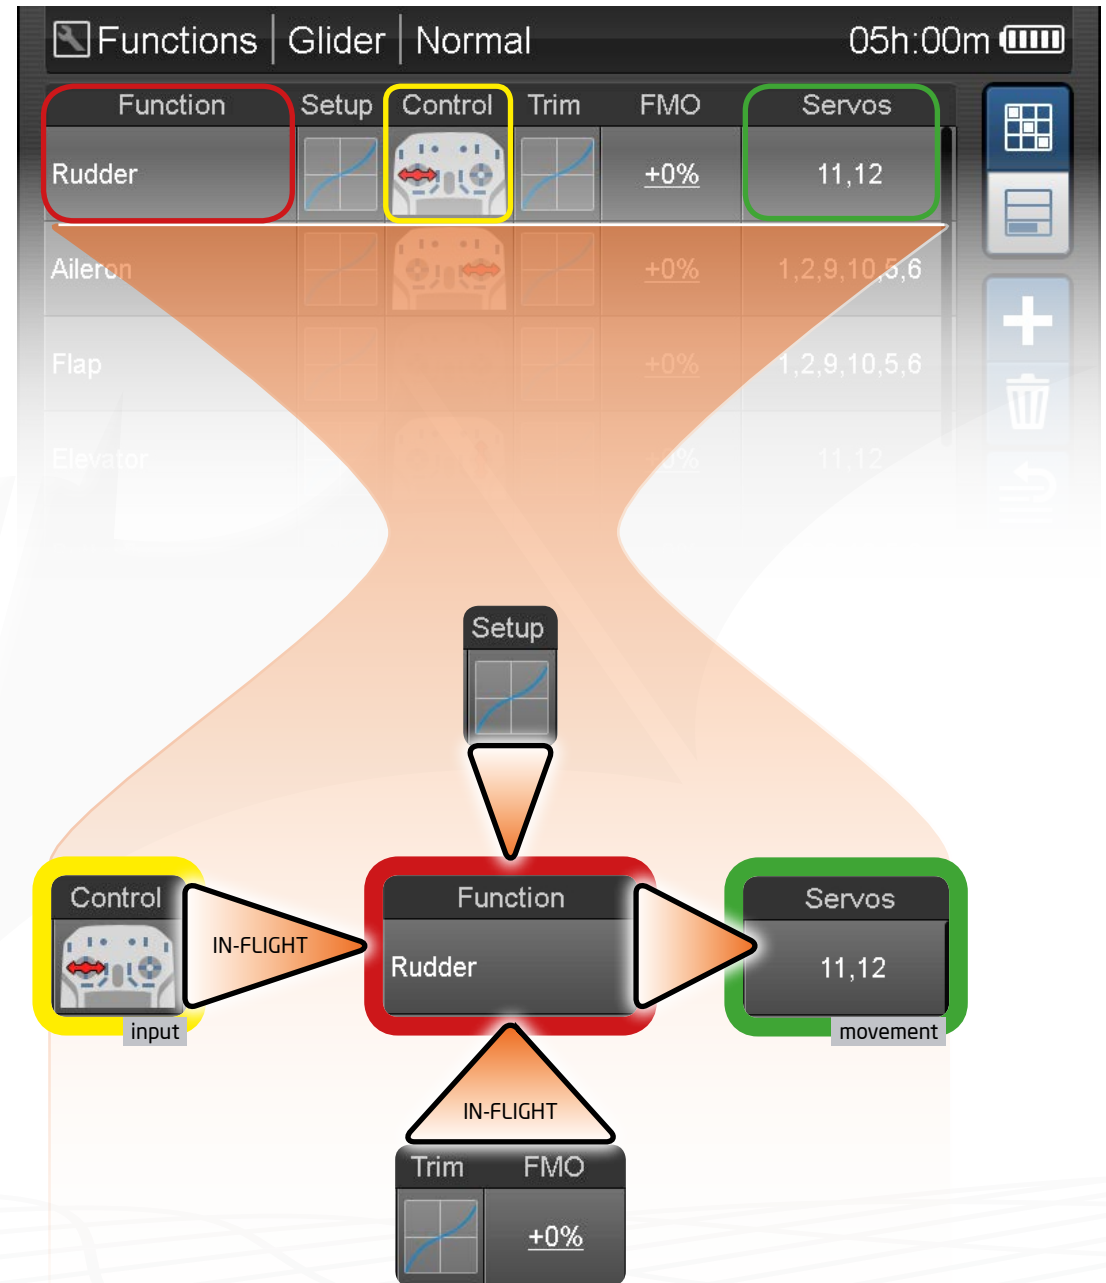 Functions Glider Normal 05h:00m
Function Setup Control Trim FMO Servos
Rudder +0% 11,12
Aileron +0% 1,2,9,10,5,6
Flap +0% 1,2,9,10,5,6
Elevator +0% 11,12
Setup
Control Function Servos
IN-FLIGHT
Rudder 11,12
input movement
IN-FLIGHT
Trim FMO
+0%